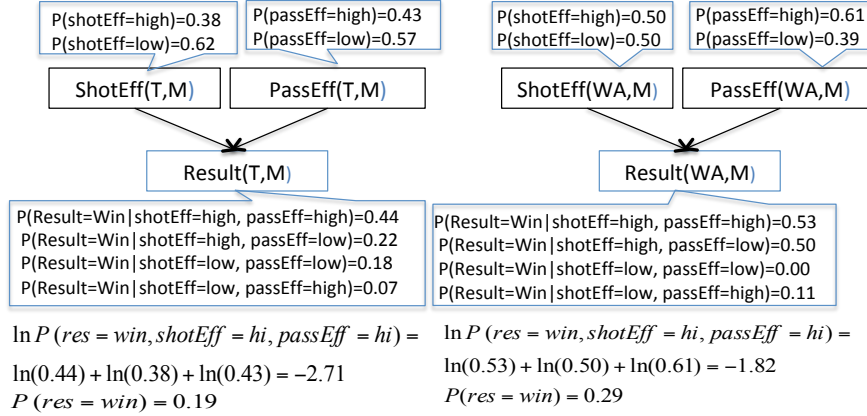 P(shotEff=high)=0.38
P(shotEff=low)=0.62
P(passEff=high)=0.43
P(passEff=low)=0.57
ShotEff(T,M)
PassEff(T,M)
Result(T,M)
P(Result=Win|shotEff=high, passEff=high)=0.44
P(Result=Win|shotEff=high, passEff=low)=0.22
P(Result=Win|shotEff=low, passEff=low)=0.18
P(Result=Win|shotEff=low, passEff=high)=0.07
ln P (res = win, shotEff = hi, passEff = hi) =
ln(0.44) + ln(0.38) + ln(0.43) = −2.71
P (res = win) = 0.19
P(shotEff=high)=0.50
P(shotEff=low)=0.50
P(passEff=high)=0.61
P(passEff=low)=0.39
ShotEff(WA,M)
PassEff(WA,M)
Result(WA,M)
P(Result=Win|shotEff=high, passEff=high)=0.53
P(Result=Win|shotEff=high, passEff=low)=0.50
P(Result=Win|shotEff=low, passEff=low)=0.00
P(Result=Win|shotEff=low, passEff=high)=0.11
ln P (res = win, shotEff = hi, passEff = hi) =
ln(0.53) + ln(0.50) + ln(0.61) = −1.82
P(res = win) = 0.29